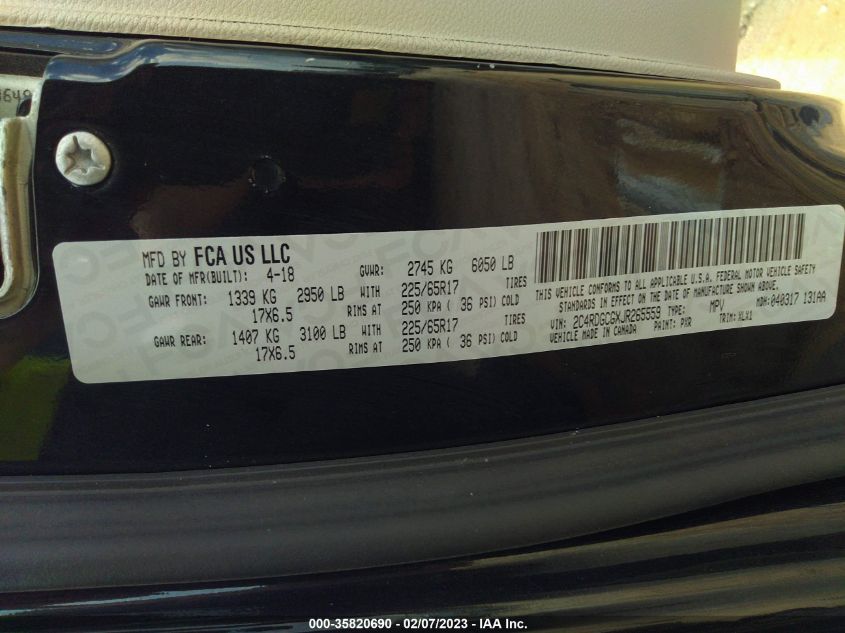 MFD BY FCA US LLC
DATE OF MFR(BUILT): 4-18 GVWR: 2745 KG 6050 LB
GAWR FRONT: 1339 KG 2950 LB WITH 225/65R17 TIRES
17X6.5 RIMS AT 250 KPA ( 36 PSI) COLD
GAWR REAR: 1407 KG 3100 LB WITH 225/65R17 TIRES
17X6.5 RIMS AT 250 KPA ( 36 PSI) COLD
THIS VEHICLE CONFORMS TO ALL APPLICABLE U.S.A. FEDERAL MOTOR VEHICLE SAFETY
STANDARDS IN EFFECT ON THE DATE OF MANUFACTURE SHOWN ABOVE.
VIN: 2C4RDGCGXJR265559 TYPE: MPV MDH: 040317 131AA
VEHICLE MADE IN CANADA PAINT: PXR TRIM: XLX1
000-35820690 - 02/07/2023 - IAA Inc.